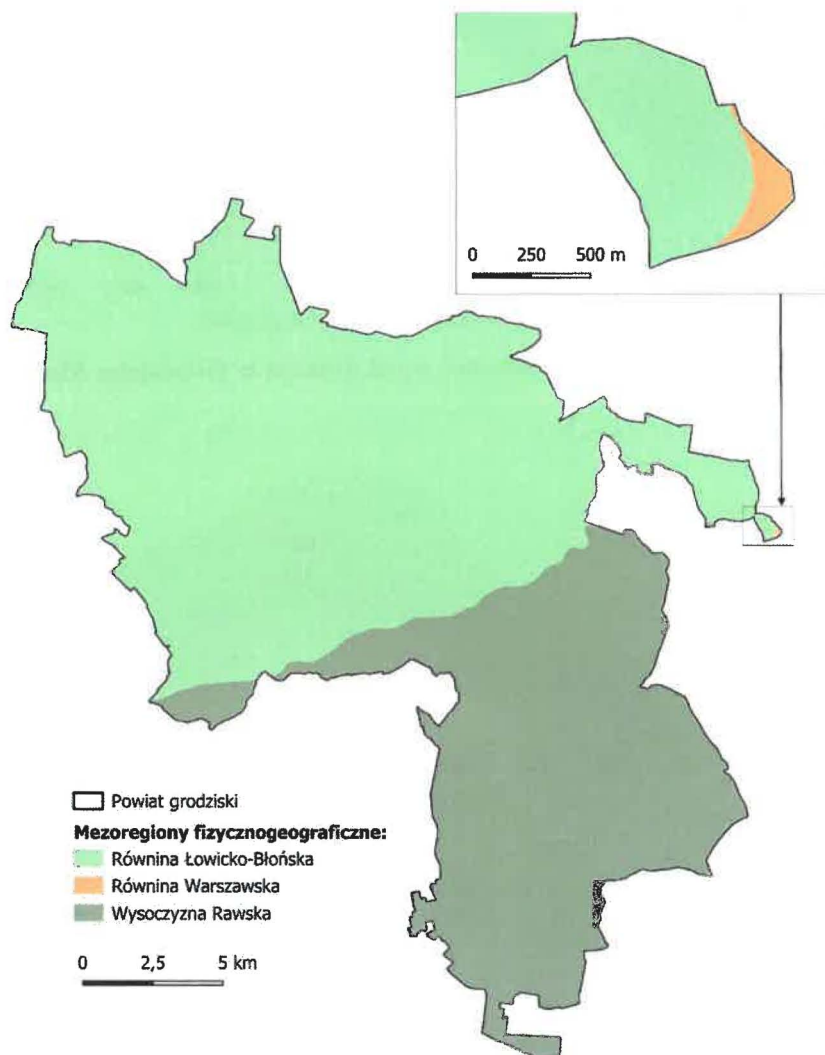 0 250 500 m
Powiat grodziski
Mezoregiony fizycznogeograficzne:
Równina Łowicko-Błońska
Równina Warszawska
Wysoczyzna Rawska
0 2,5 5 km